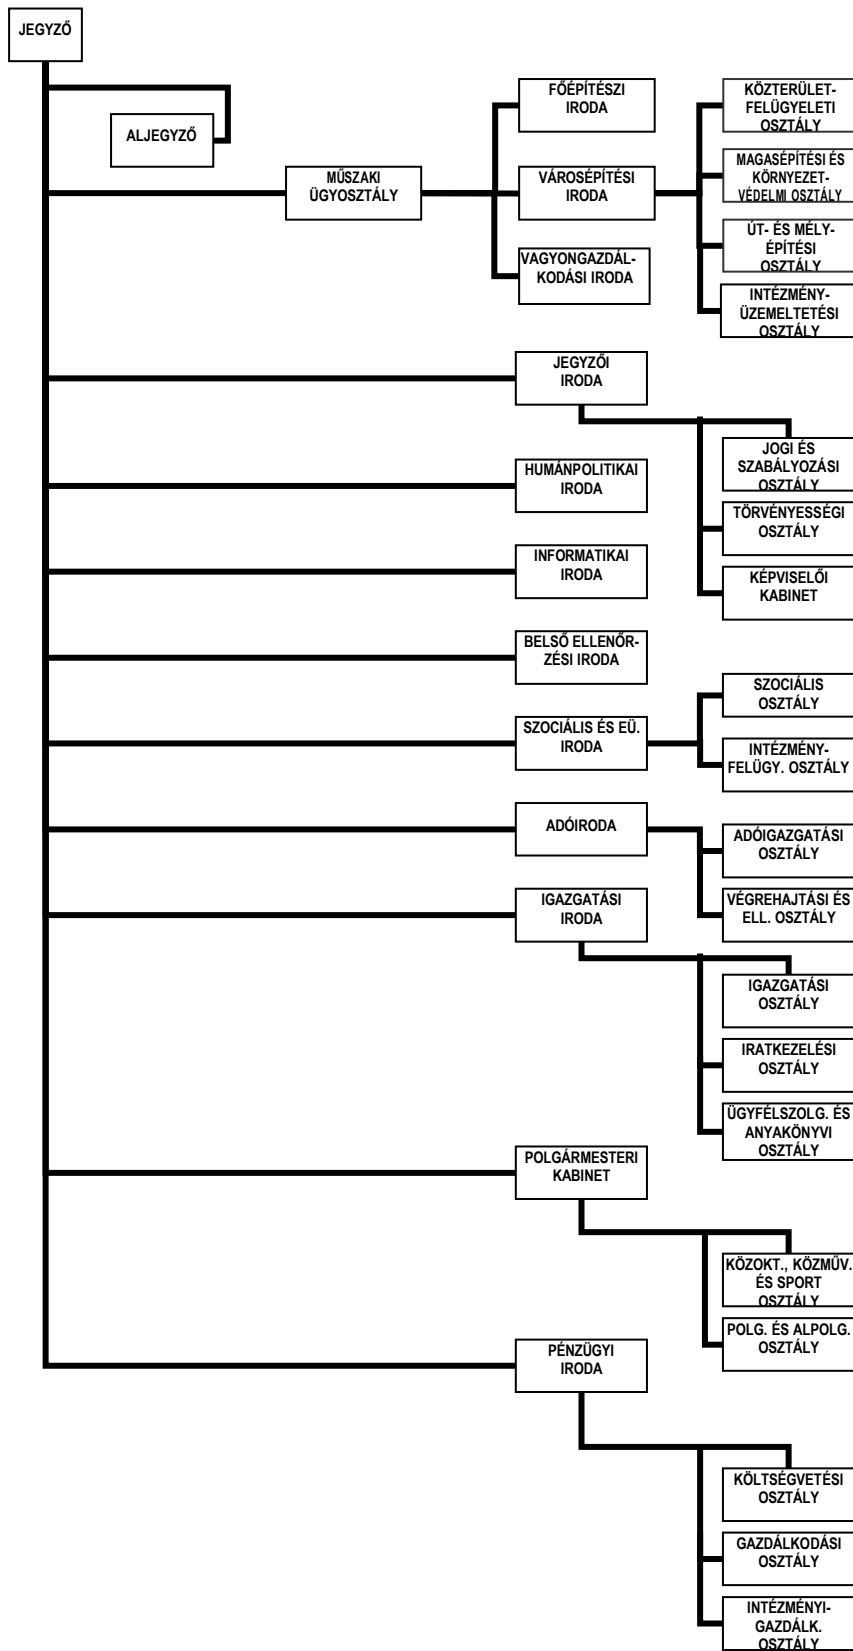 JEGYZŐ
ALJEGYZŐ
MŰSZAKI
ÜGYOSZTÁLY
FŐÉPÍTÉSZI
IRODA
VÁROSÉPÍTÉSI
IRODA
VAGYONGAZDÁL-
KODÁSI IRODA
KÖZTERÜLET-
FELÜGYELETI
OSZTÁLY
MAGASÉPÍTÉSI ÉS
KÖRNYEZET-
VÉDELMI OSZTÁLY
ÚT- ÉS MÉLY-
ÉPÍTÉSI
OSZTÁLY
INTÉZMÉNY-
ÜZEMELTETÉSI
OSZTÁLY
JEGYZŐI
IRODA
JOGI ÉS
SZABÁLYOZÁSI
OSZTÁLY
TÖRVÉNYESSÉGI
OSZTÁLY
KÉPVISELŐI
KABINET
HUMÁNPOLITIKAI
IRODA
INFORMATIKAI
IRODA
BELSŐ ELLENŐR-
ZÉSI IRODA
SZOCIÁLIS ÉS EÜ.
IRODA
SZOCIÁLIS
OSZTÁLY
INTÉZMÉNY-
FELÜGY. OSZTÁLY
ADÓIRODA
ADÓIGAZGATÁSI
OSZTÁLY
VÉGREHAJTÁSI ÉS
ELL. OSZTÁLY
IGAZGATÁSI
IRODA
IGAZGATÁSI
OSZTÁLY
IRATKEZELÉSI
OSZTÁLY
ÜGYFÉLSZOLG. ÉS
ANYAKÖNYVI
OSZTÁLY
POLGÁRMESTERI
KABINET
KÖZOKT., KÖZMŰV.
ÉS SPORT
OSZTÁLY
POLG. ÉS ALPOLG.
OSZTÁLY
PÉNZÜGYI
IRODA
KÖLTSÉGVETÉSI
OSZTÁLY
GAZDÁLKODÁSI
OSZTÁLY
INTÉZMÉNYI-
GAZDÁLK.
OSZTÁLY